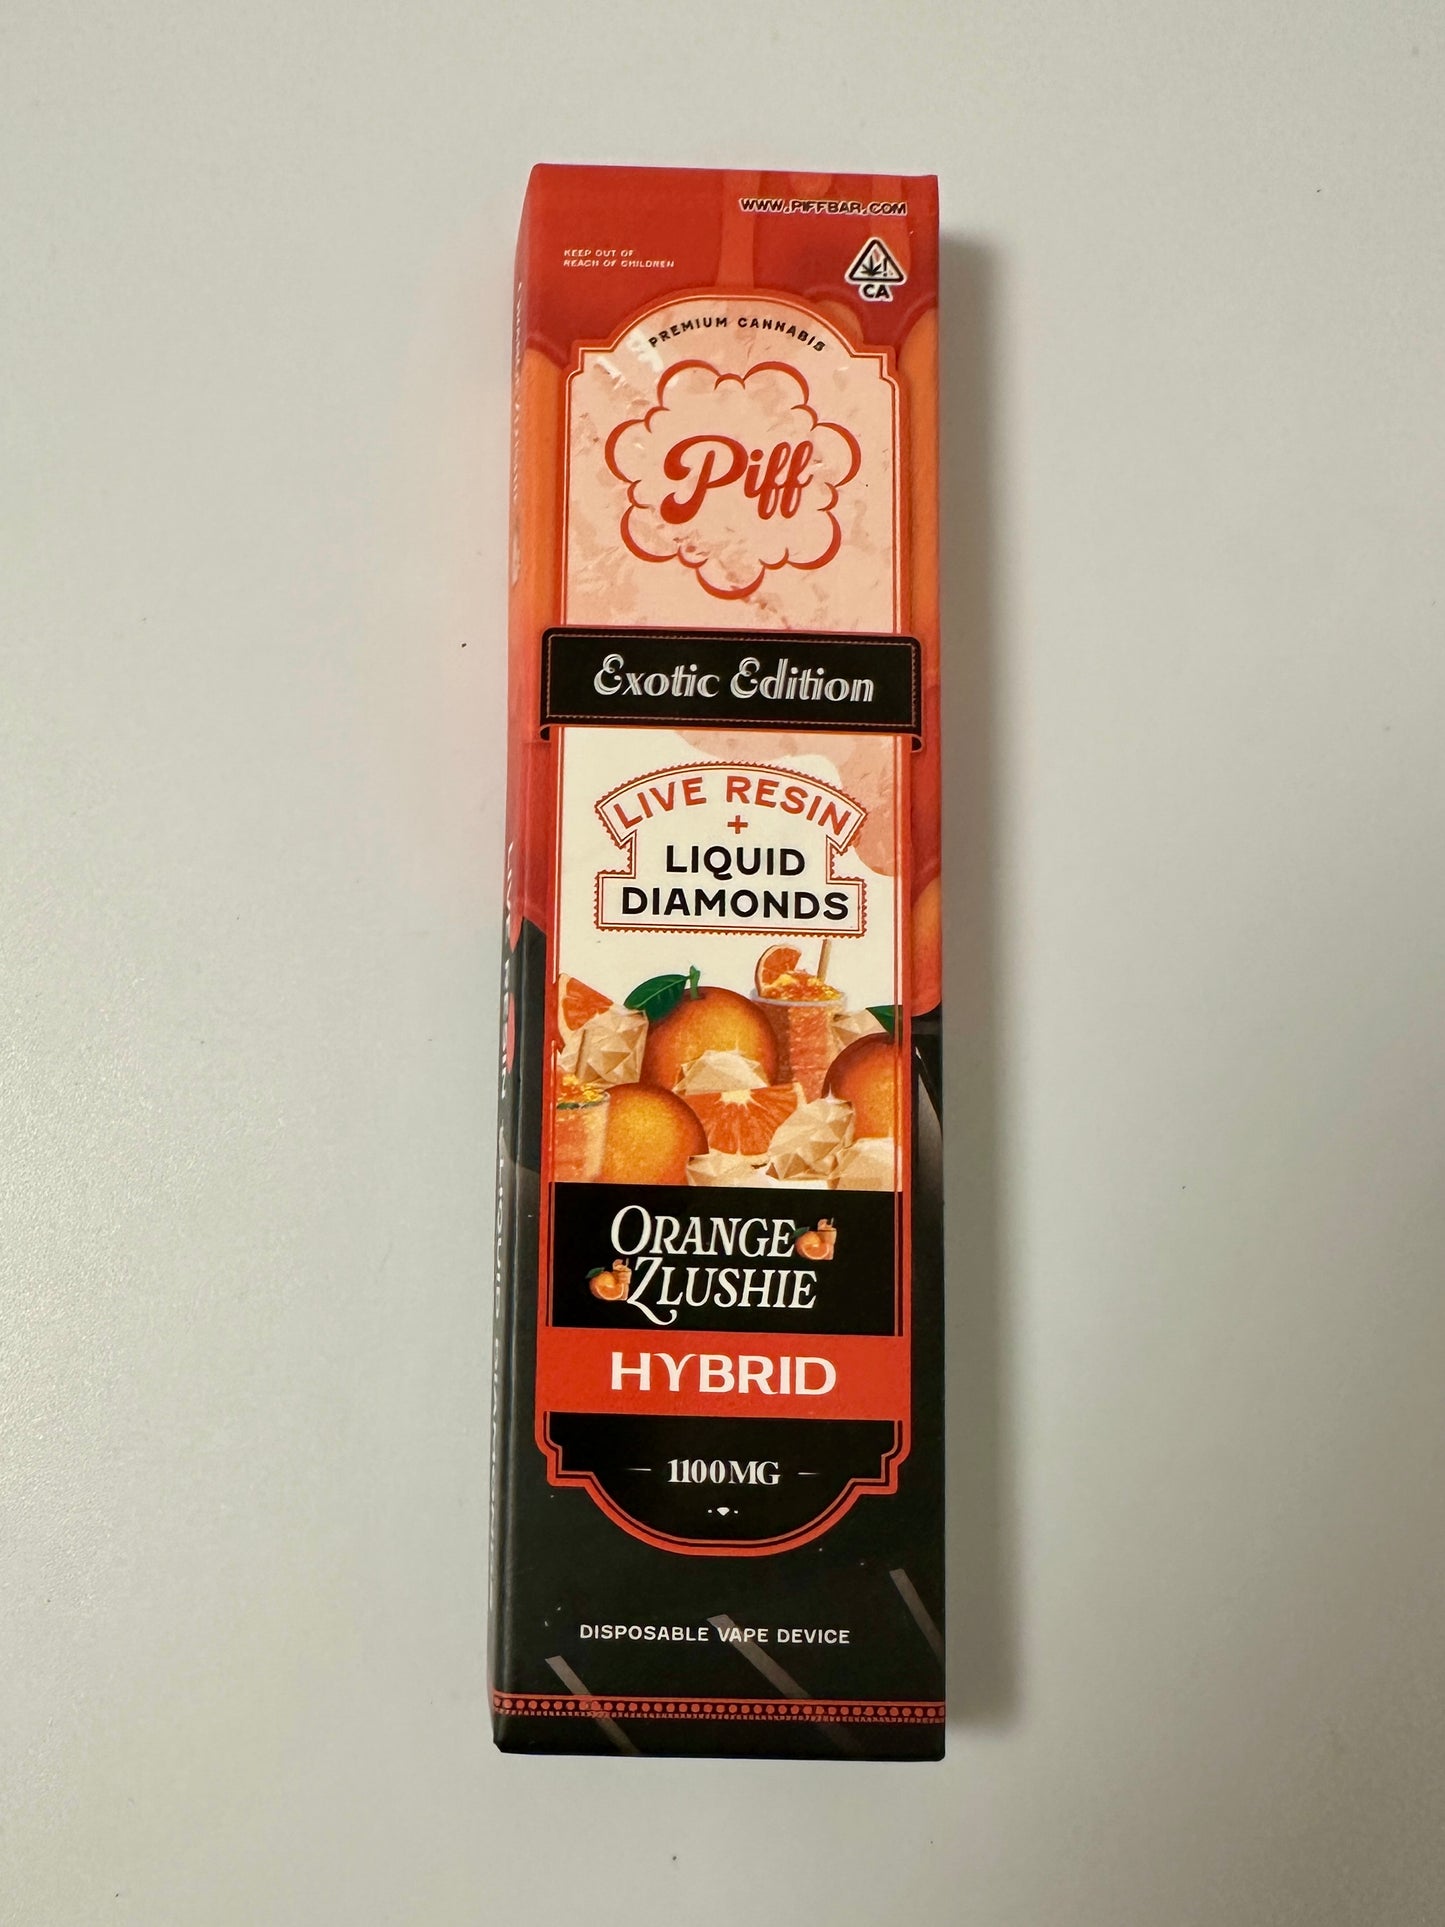 WWW.PIFFBAR.COM
KEEP OUT OF
REACH OF CHILDREN
CA
PREMIUM CANNABIS
Piff
Exotic Edition
LIVE RESIN
+
LIQUID
DIAMONDS
ORANGE
ZLUSHIE
HYBRID
1100MG
DISPOSABLE VAPE DEVICE